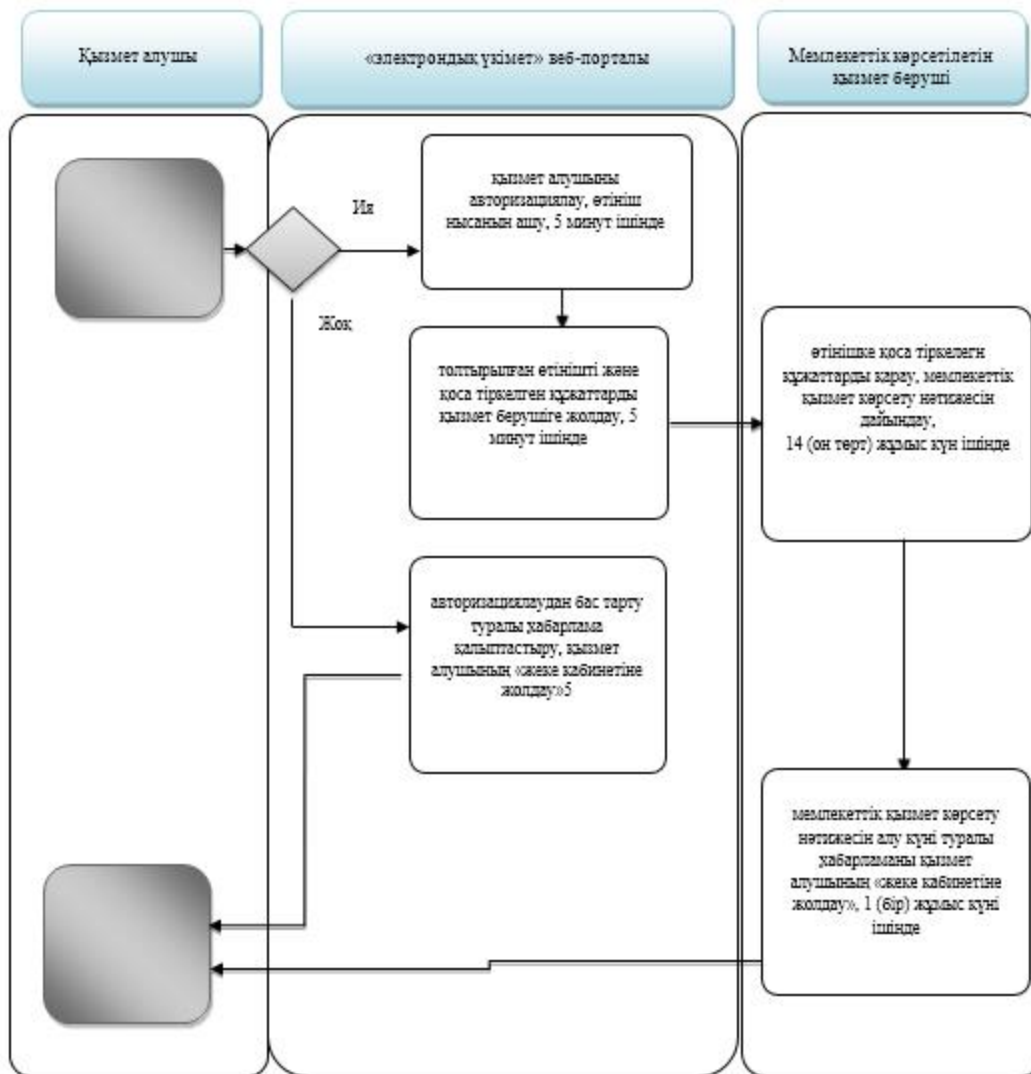 Қызмет алушы
«электрондық үкімет» веб-порталы
Мемлекеттік көрсетілетін
қызмет беруші
қызмет алушыны
авторизациялау, өтініш
нысанын ашу, 5 минут ішінде
Ия
Жоқ
толтырылған өтінішті және
қоса тіркелген құжаттарды
қызмет берушіге жолдау, 5
минут ішінде
өтінішке қоса тіркелеген
құжаттарды қарау, мемлекеттік
қызмет көрсету нәтижесін
дайындау,
14 (он төрт) жұмыс күн ішінде
авторизациялаудан бас тарту
туралы хабарлама
қалыптастыру, қызмет
алушының «жеке кабинетіне
жолдау»5
мемлекеттік қызмет көрсету
нәтижесін алу күні туралы
хабарламаны қызмет
алушының «жеке кабинетіне
жолдау», 1 (бір) жұмыс күні
ішінде